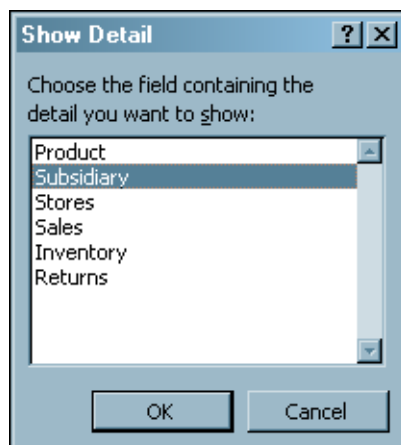 Show Detail
Choose the field containing the
detail you want to show:
Product
Subsidiary
Stores
Sales
Inventory
Returns
OK Cancel